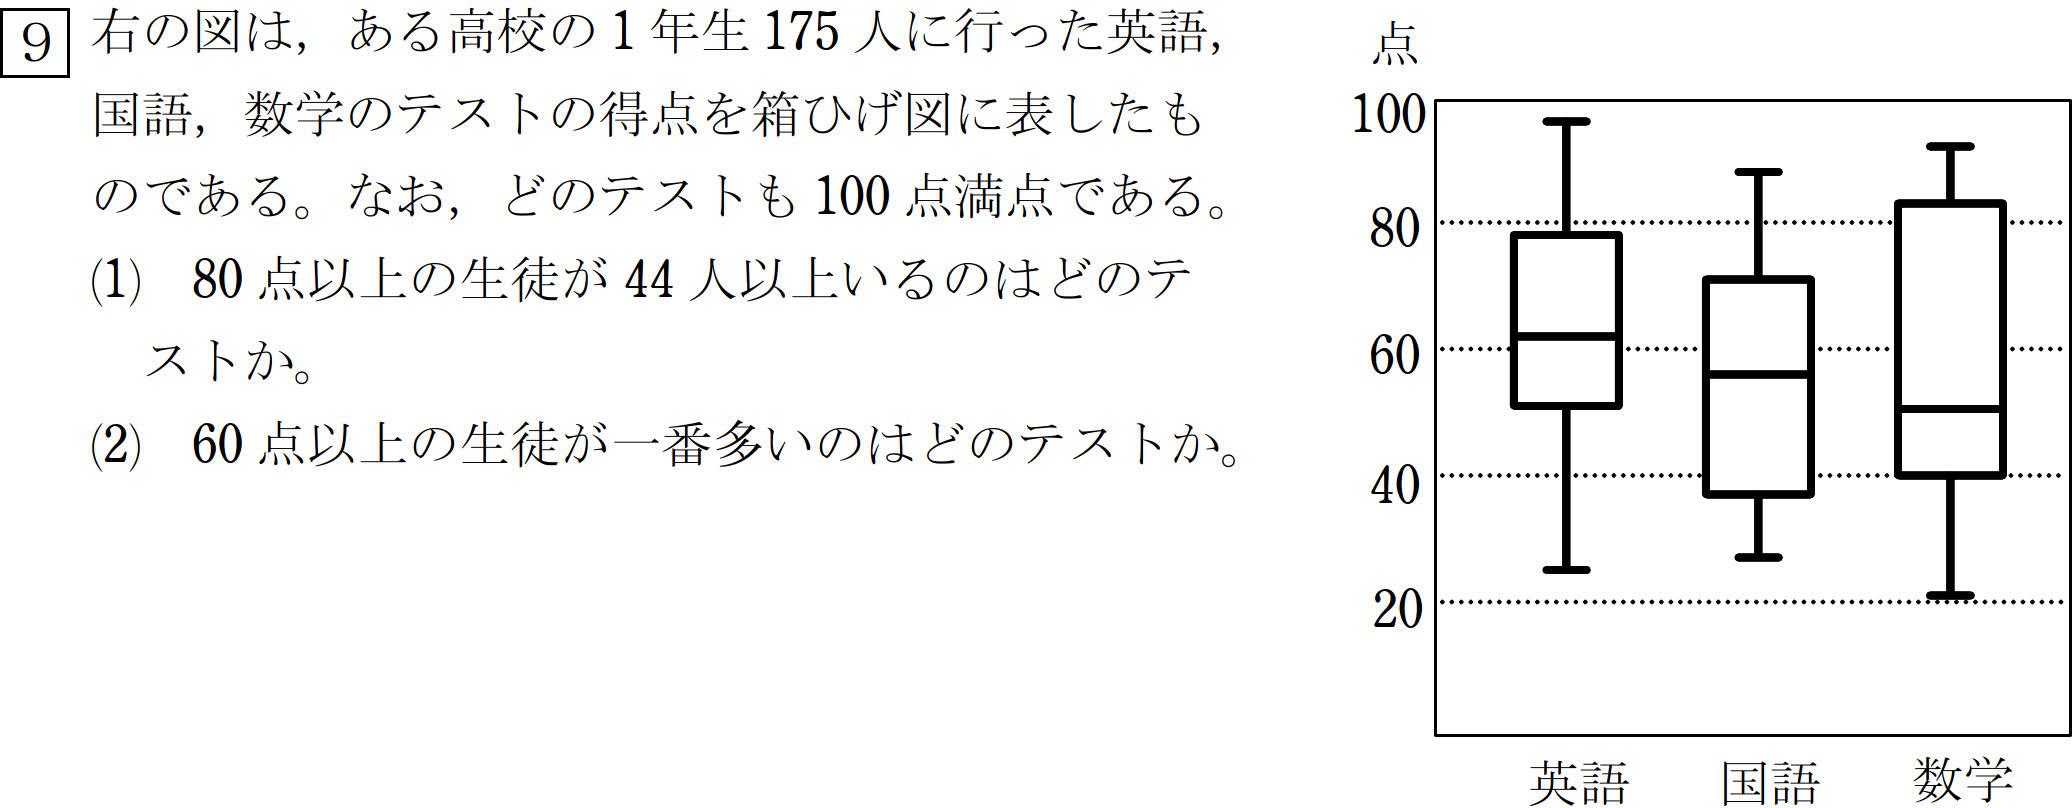 9 右の図は，ある高校の 1 年生 175 人に行った英語，
国語，数学のテストの得点を箱ひげ図に表したも
のである。なお，どのテストも 100 点満点である。
(1) 80 点以上の生徒が 44 人以上いるのはどのテ
ストか。
(2) 60 点以上の生徒が一番多いのはどのテストか。
点
100
80
60
40
20
英語 国語 数学